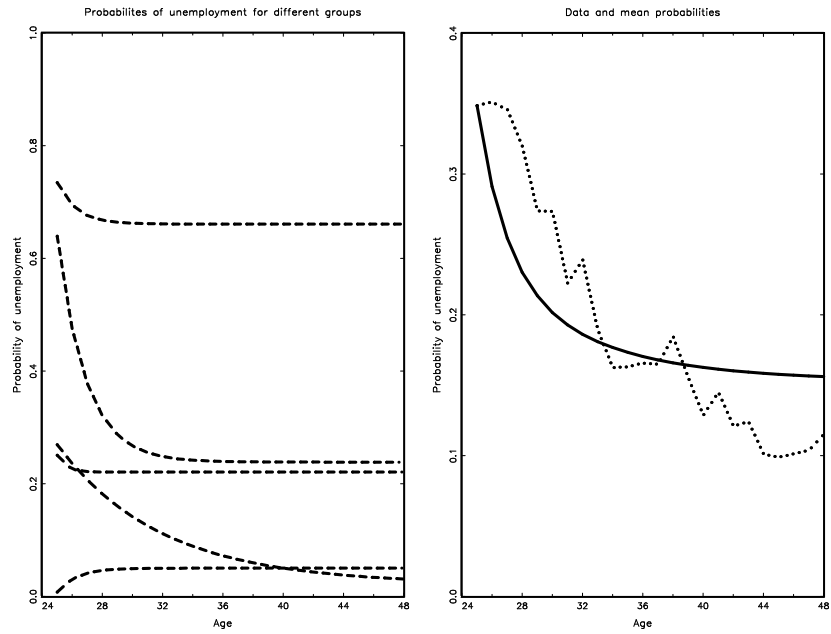 Probabilites of unemployment for different groups
Probability of unemployment
1.0
0.8
0.6
0.4
0.2
0.0
24 28 32 36 40 44 48
Age
Data and mean probabilities
Probability of unemployment
0.4
0.3
0.2
0.1
0.0
24 28 32 36 40 44 48
Age